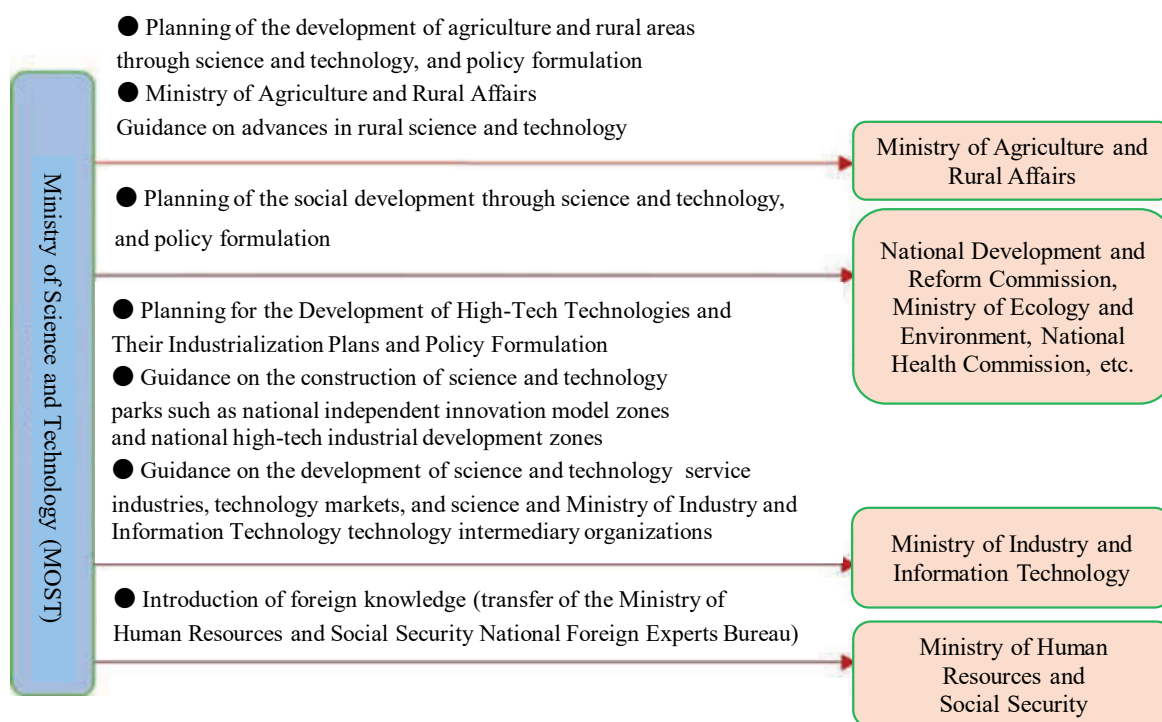 ● Planning of the development of agriculture and rural areas
through science and technology, and policy formulation
● Ministry of Agriculture and Rural Affairs
Guidance on advances in rural science and technology
Ministry of Agriculture and
Rural Affairs
● Planning of the social development through science and technology,
and policy formulation
National Development and
Reform Commission,
Ministry of Ecology and
Environment, National
Health Commission, etc.
Ministry of Science and Technology (MOST)
● Planning for the Development of High-Tech Technologies and
Their Industrialization Plans and Policy Formulation
● Guidance on the construction of science and technology
parks such as national independent innovation model zones
and national high-tech industrial development zones
● Guidance on the development of science and technology service
industries, technology markets, and science and Ministry of Industry and
Information Technology technology intermediary organizations
Ministry of Industry and
Information Technology
● Introduction of foreign knowledge (transfer of the Ministry of
Human Resources and Social Security National Foreign Experts Bureau)
Ministry of Human
Resources and
Social Security